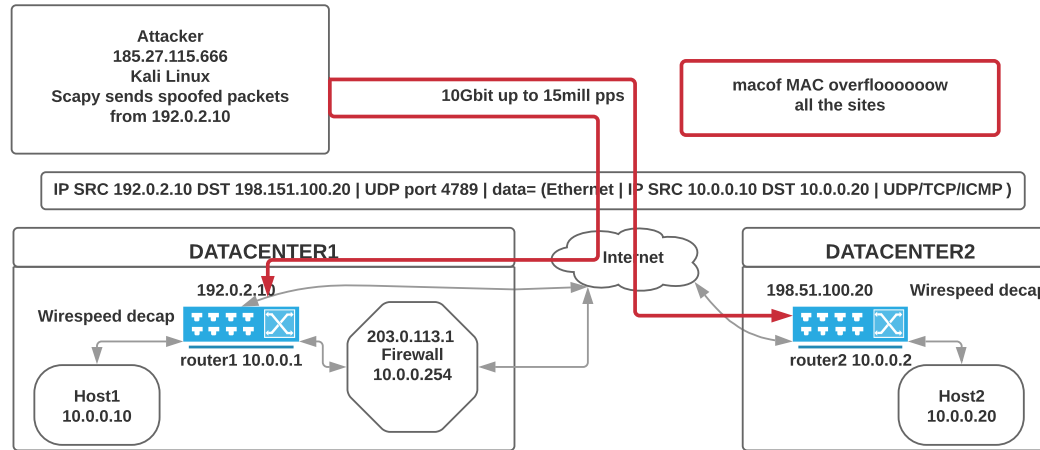 Attacker
185.27.115.666
Kali Linux
Scapy sends spoofed packets
from 192.0.2.10
10Gbit up to 15mill pps
macof MAC overflooooooow
all the sites
IP SRC 192.0.2.10 DST 198.151.100.20 | UDP port 4789 | data= (Ethernet | IP SRC 10.0.0.10 DST 10.0.0.20 | UDP/TCP/ICMP )
DATACENTER1
Internet
DATACENTER2
192.0.2.10
198.51.100.20
Wirespeed decap
Wirespeed decap
203.0.113.1
Firewall
10.0.0.254
router1 10.0.0.1
router2 10.0.0.2
Host1
10.0.0.10
Host2
10.0.0.20